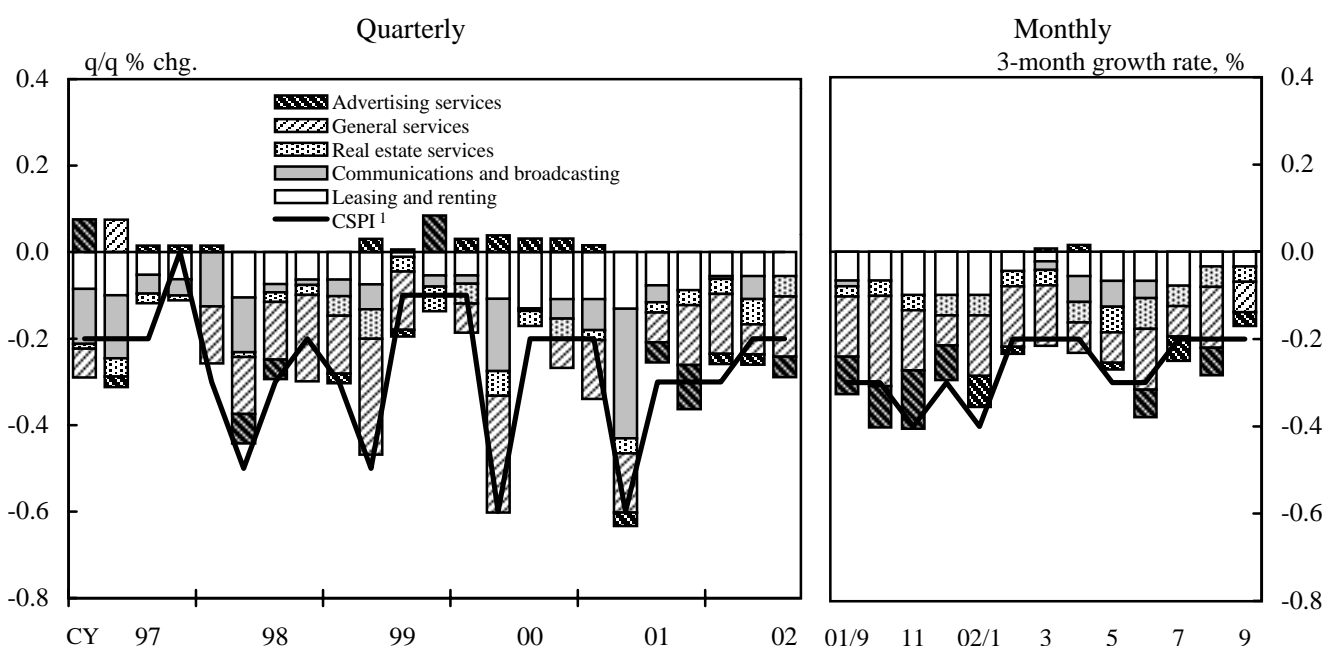 Quarterly
Monthly
q/q % chg.
3-month growth rate, %
0.4
0.2
0.0
-0.2
-0.4
-0.6
-0.8
Advertising services
General services
Real estate services
Communications and broadcasting
Leasing and renting
CSPI 1
0.4
0.2
0.0
-0.2
-0.4
-0.6
-0.8
CY 97 98 99 00 01 02
01/9 11 02/1 3 5 7 9